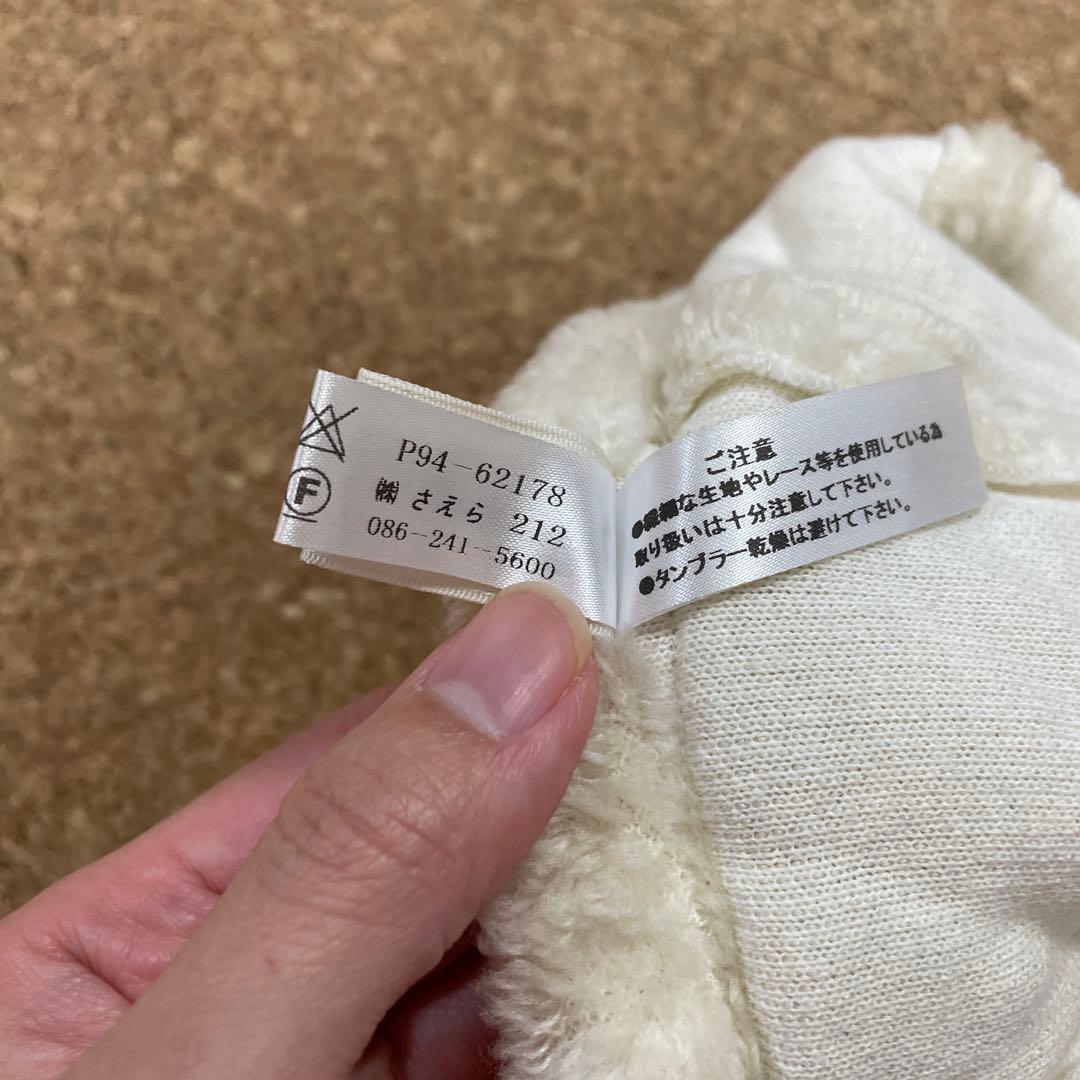 P94-62178
㈱ さえら 212
086-241-5600
F
ご注意
●繊細な生地やレース等を使用している為
取り扱いは十分注意して下さい。
●タンブラー乾燥は避けて下さい。